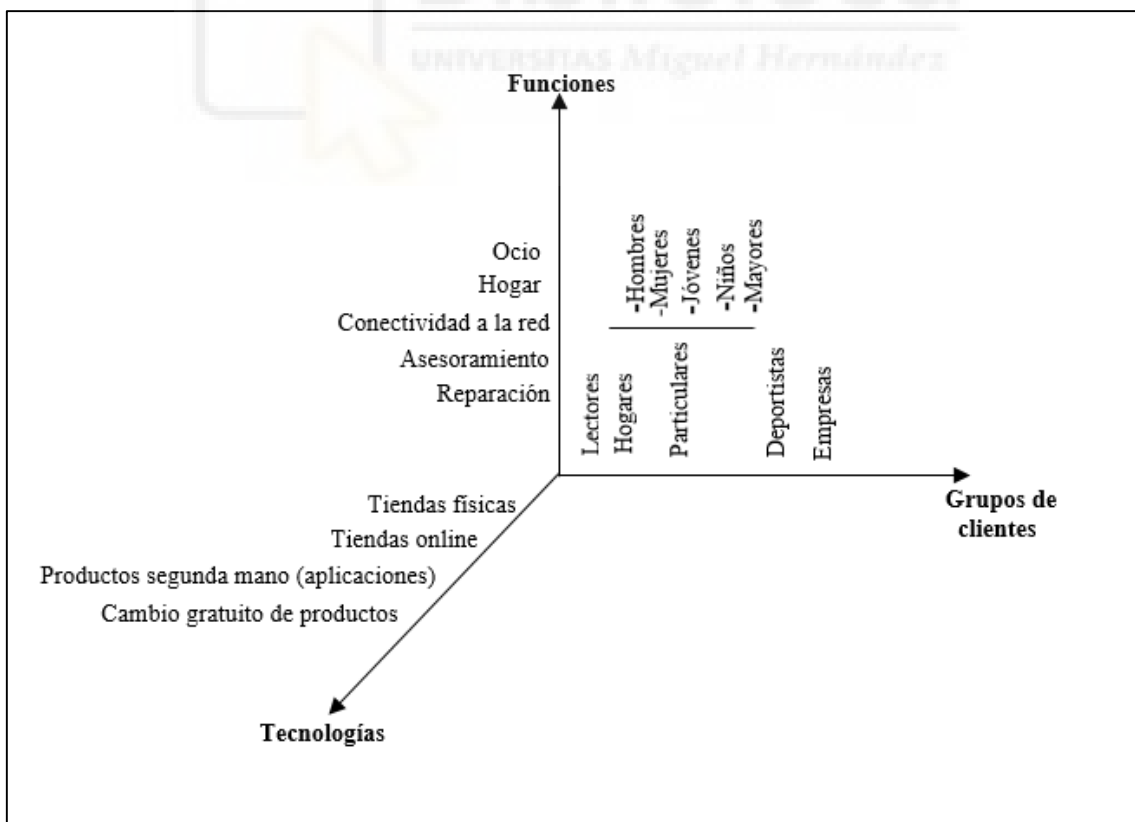 UNIVERSITAS Miguel Hernández
Funciones
Ocio
Hogar
Conectividad a la red
Asesoramiento
Reparación
-Hombres
-Mujeres
-Jóvenes
-Niños
-Mayores
Lectores
Hogares
Particulares
Deportistas
Empresas
Grupos de
clientes
Tiendas físicas
Tiendas online
Productos segunda mano (aplicaciones)
Cambio gratuito de productos
Tecnologías